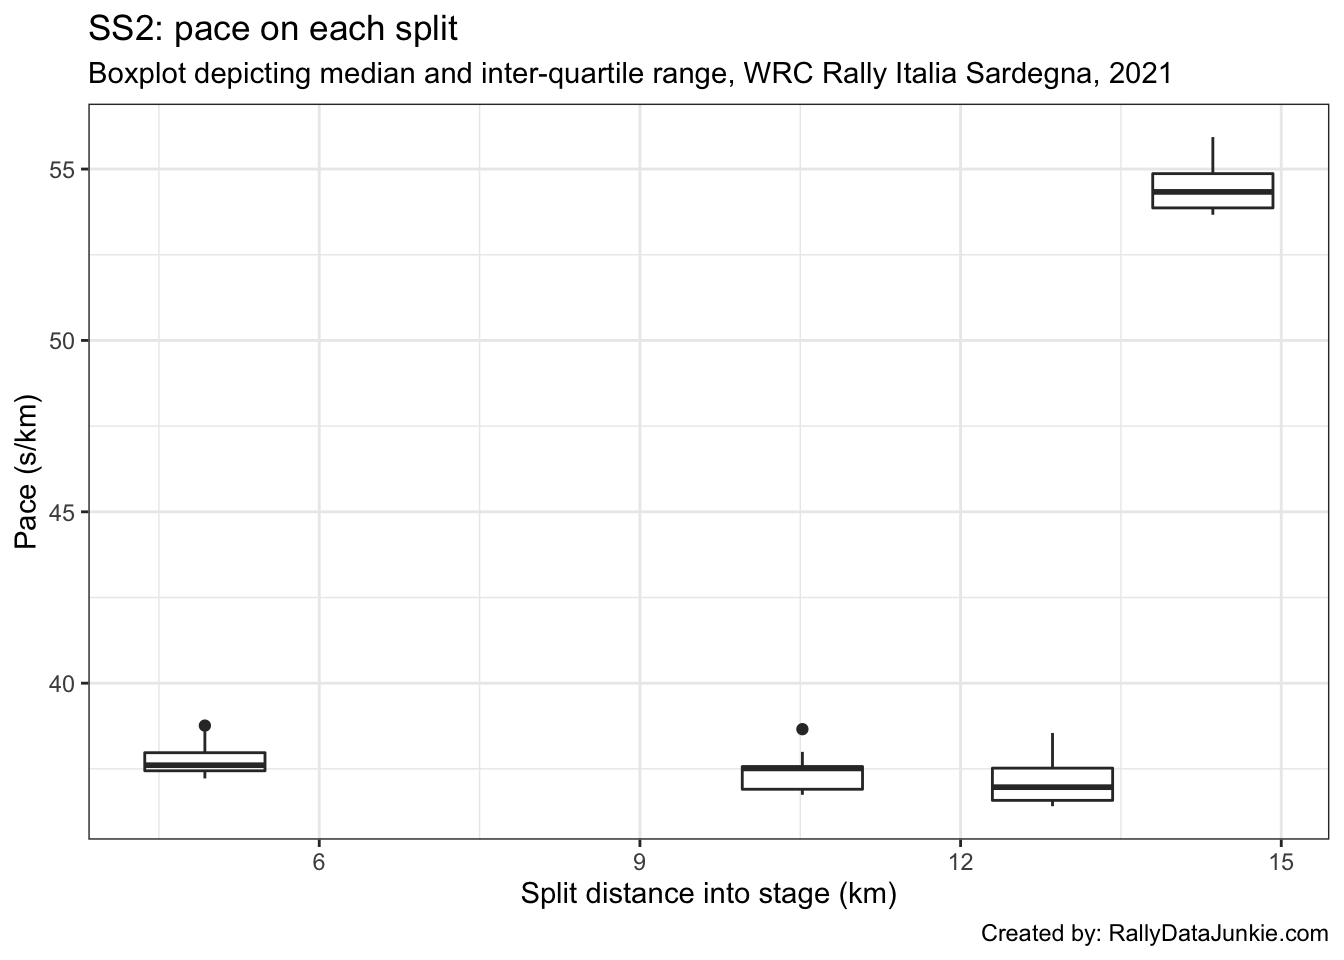 SS2: pace on each split
Boxplot depicting median and inter-quartile range, WRC Rally Italia Sardegna, 2021
Pace (s/km)
55
50
45
40
6 9 12 15
Split distance into stage (km)
Created by: RallyDataJunkie.com